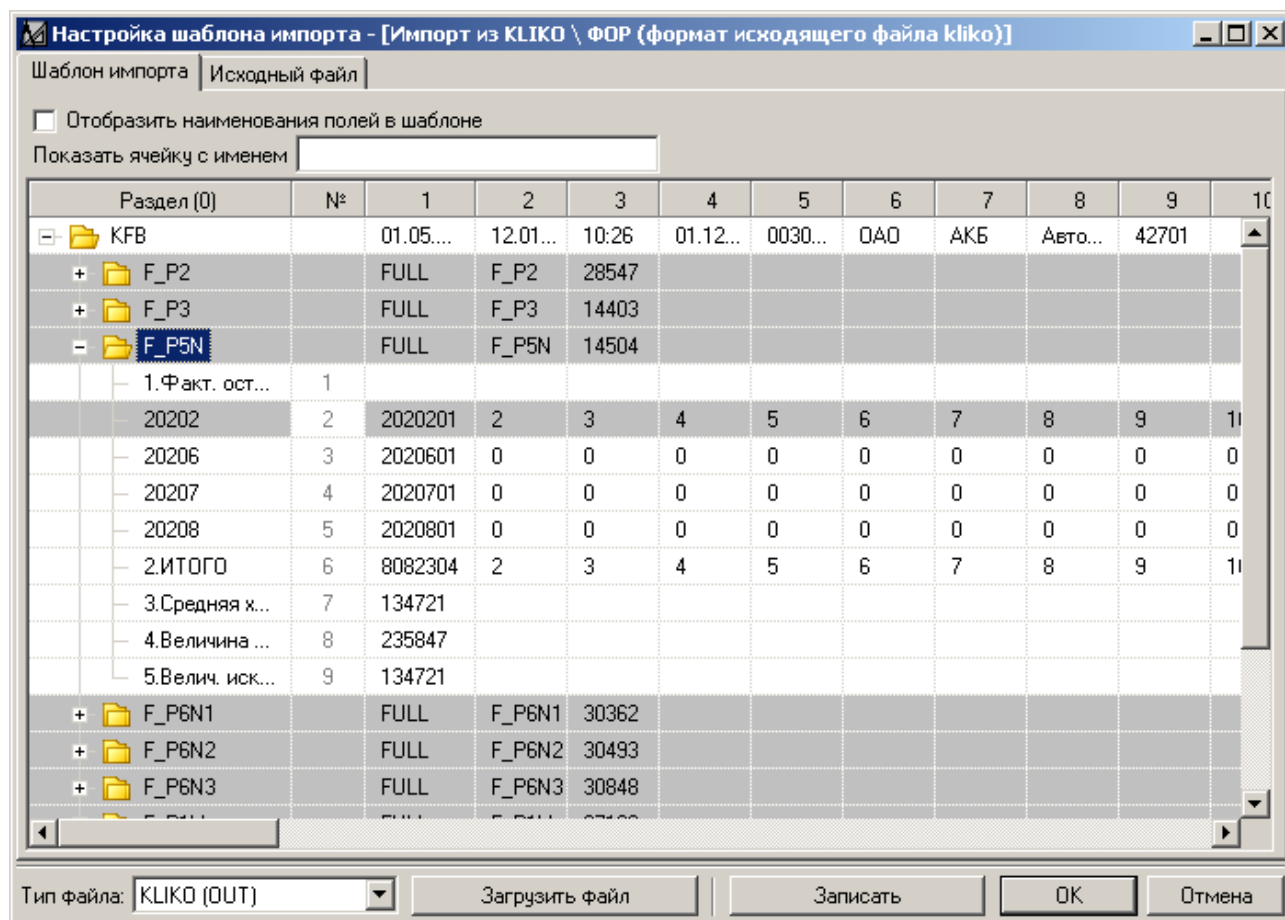 Настройка шаблона импорта - [Импорт из KLIKO \ ФОР (формат исходящего файла kliko)]
Шаблон импорта Исходный файл
Отобразить наименования полей в шаблоне
Показать ячейку с именем
Раздел (0) № 1 2 3 4 5 6 7 8 9 10
KFB 01.05.... 12.01... 10:26 01.12... 0030... ОАО АКБ Авто... 42701
F_P2 FULL F_P2 28547
F_P3 FULL F_P3 14403
F_P5N FULL F_P5N 14504
1.Факт. ост... 1
20202 2 2020201 2 3 4 5 6 7 8 9 10
20206 3 2020601 0 0 0 0 0 0 0 0 0
20207 4 2020701 0 0 0 0 0 0 0 0 0
20208 5 2020801 0 0 0 0 0 0 0 0 0
2.ИТОГО 6 8082304 2 3 4 5 6 7 8 9 10
3.Средняя х... 7 134721
4.Величина ... 8 235847
5.Велич. иск... 9 134721
F_P6N1 FULL F_P6N1 30362
F_P6N2 FULL F_P6N2 30493
F_P6N3 FULL F_P6N3 30848
Тип файла: KLIKO (OUT) Загрузить файл Записать OK Отмена